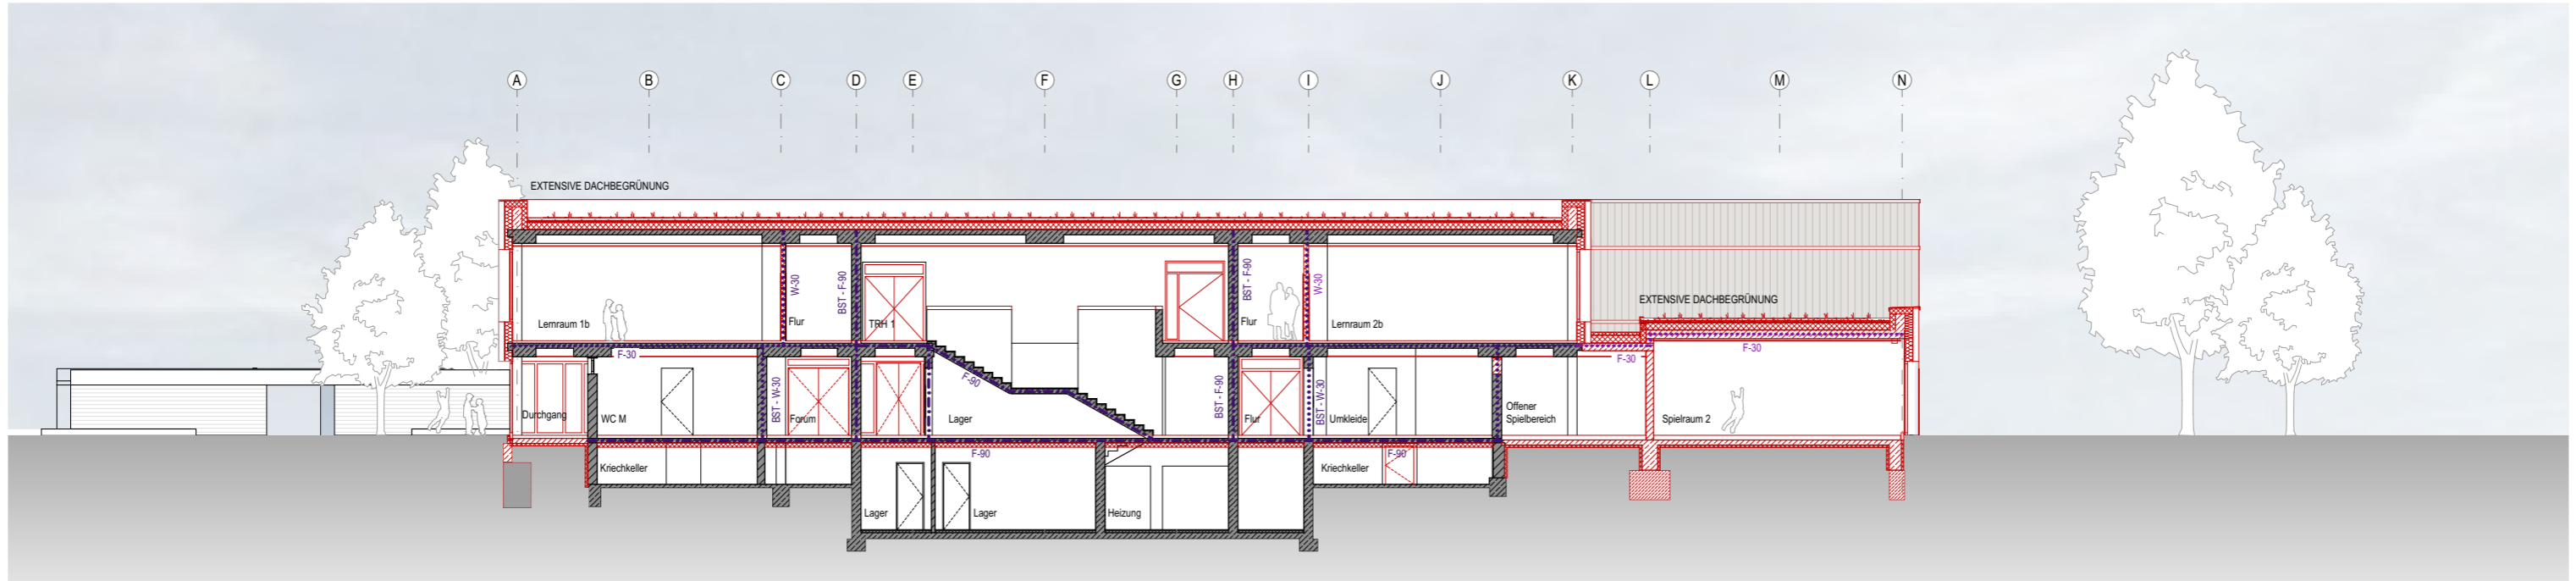 A B C D E F G H I J K L M N
EXTENSIVE DACHBEGRÜNUNG
EXTENSIVE DACHBEGRÜNUNG
W-30
BST - F-90
BST - F-90
W-30
Lernraum 1b
Flur
TRH 1
Flur
Lernraum 2b
F-30
F-30
F-30
F-90
BST - W-30
BST - F-90
BST - W-30
Durchgang
WC M
Forum
Lager
Flur
Umkleide
Offener
Spielbereich
Spielraum 2
F-90
F-90
Kriechkeller
Kriechkeller
Lager
Lager
Heizung